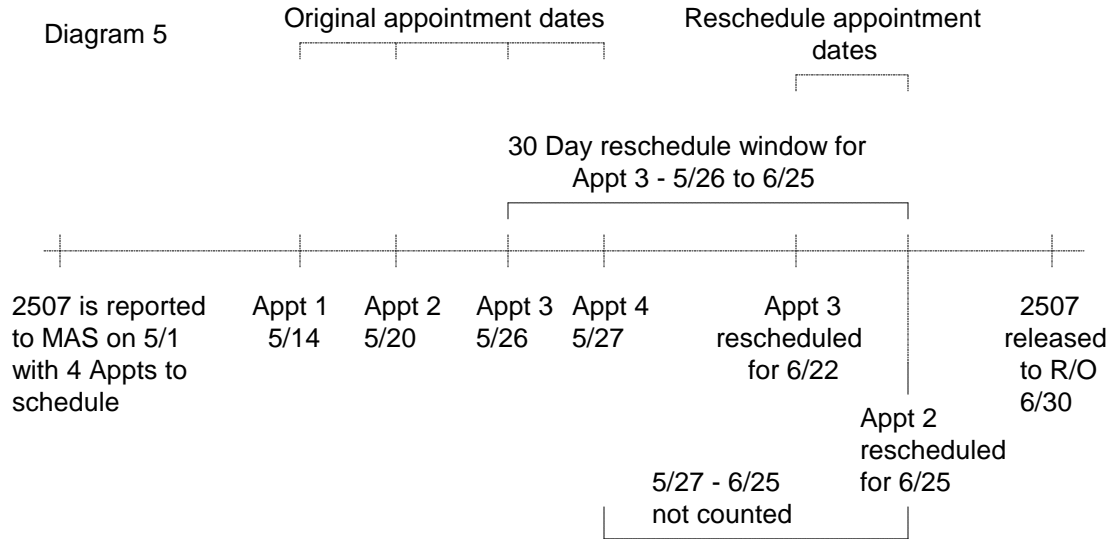 Diagram 5
Original appointment dates
Reschedule appointment
dates
30 Day reschedule window for
Appt 3 - 5/26 to 6/25
2507 is reported
to MAS on 5/1
with 4 Appts to
schedule
Appt 1
5/14
Appt 2
5/20
Appt 3
5/26
Appt 4
5/27
Appt 3
rescheduled
for 6/22
2507
released
to R/O
6/30
Appt 2
rescheduled
for 6/25
5/27 - 6/25
not counted